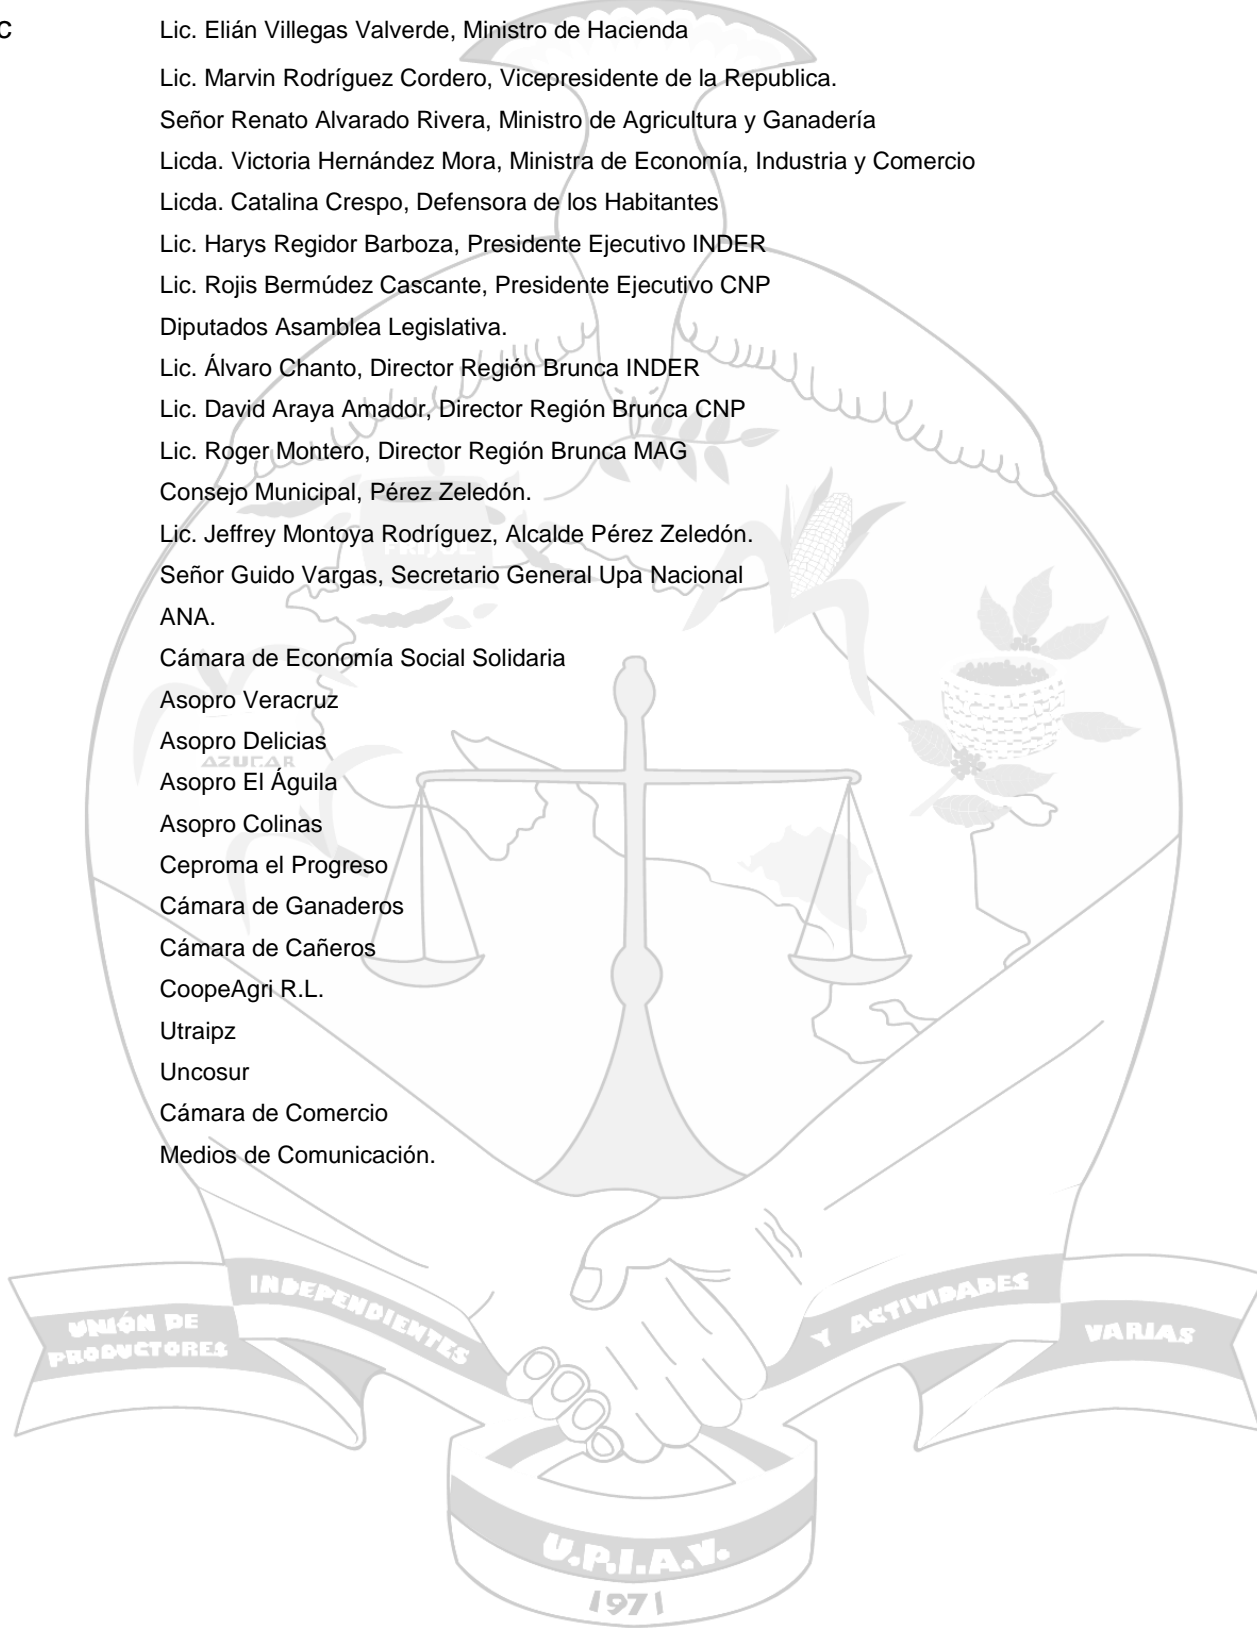 c Lic. Elián Villegas Valverde, Ministro de Hacienda
Lic. Marvin Rodríguez Cordero, Vicepresidente de la Republica.
Señor Renato Alvarado Rivera, Ministro de Agricultura y Ganadería
Licda. Victoria Hernández Mora, Ministra de Economía, Industria y Comercio
Licda. Catalina Crespo, Defensora de los Habitantes
Lic. Harys Regidor Barboza, Presidente Ejecutivo INDER
Lic. Rojis Bermúdez Cascante, Presidente Ejecutivo CNP
Diputados Asamblea Legislativa.
Lic. Álvaro Chanto, Director Región Brunca INDER
Lic. David Araya Amador, Director Región Brunca CNP
Lic. Roger Montero, Director Región Brunca MAG
Consejo Municipal, Pérez Zeledón.
Lic. Jeffrey Montoya Rodríguez, Alcalde Pérez Zeledón.
FRIJOL
Señor Guido Vargas, Secretario General Upa Nacional
ANA.
Cámara de Economía Social Solidaria
Asopro Veracruz
Asopro Delicias
AZUCAR
Asopro El Águila
Asopro Colinas
Ceproma el Progreso
Cámara de Ganaderos
Cámara de Cañeros
CoopeAgri R.L.
Utraipz
Uncosur
Cámara de Comercio
Medios de Comunicación.
UNIÓN DE
PRODUCTORES
INDEPENDIENTES
Y ACTIVIDADES
VARIAS
U.P.I.A.V.
1971